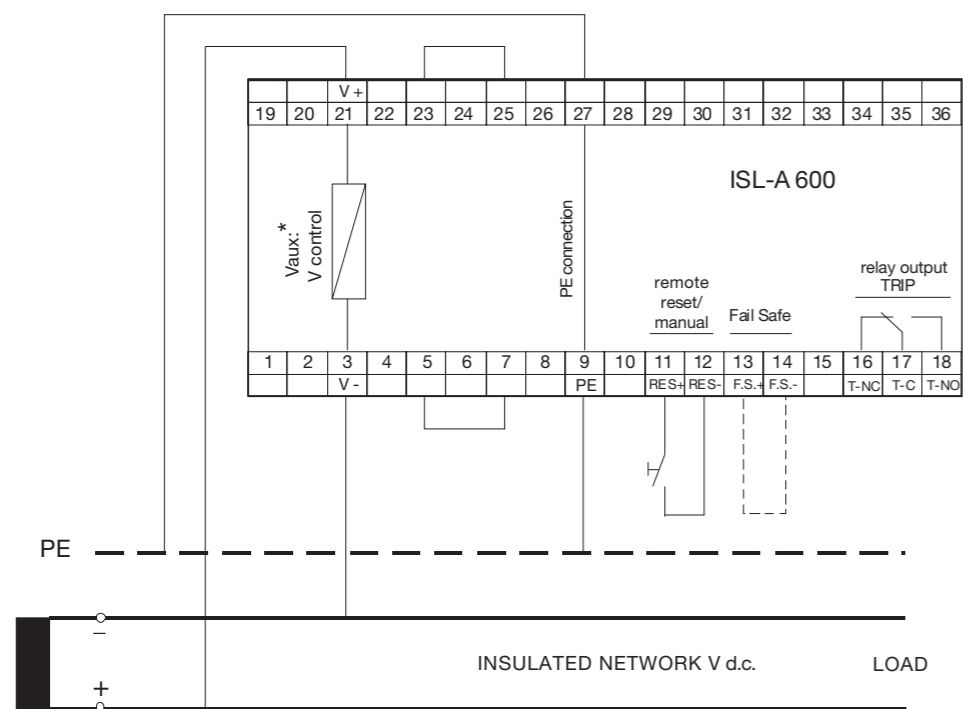 V +
19 20 21 22 23 24 25 26 27 28 29 30 31 32 33 34 35 36
ISL-A 600
Vaux:*
V control
PE connection
remote
reset/
manual
Fail Safe
relay output
TRIP
1 2 3 4 5 6 7 8 9 10 11 12 13 14 15 16 17 18
V - PE RES+ RES- F.S.+ F.S.- T-NC T-C T-NO
PE
–
INSULATED NETWORK V d.c. LOAD
+